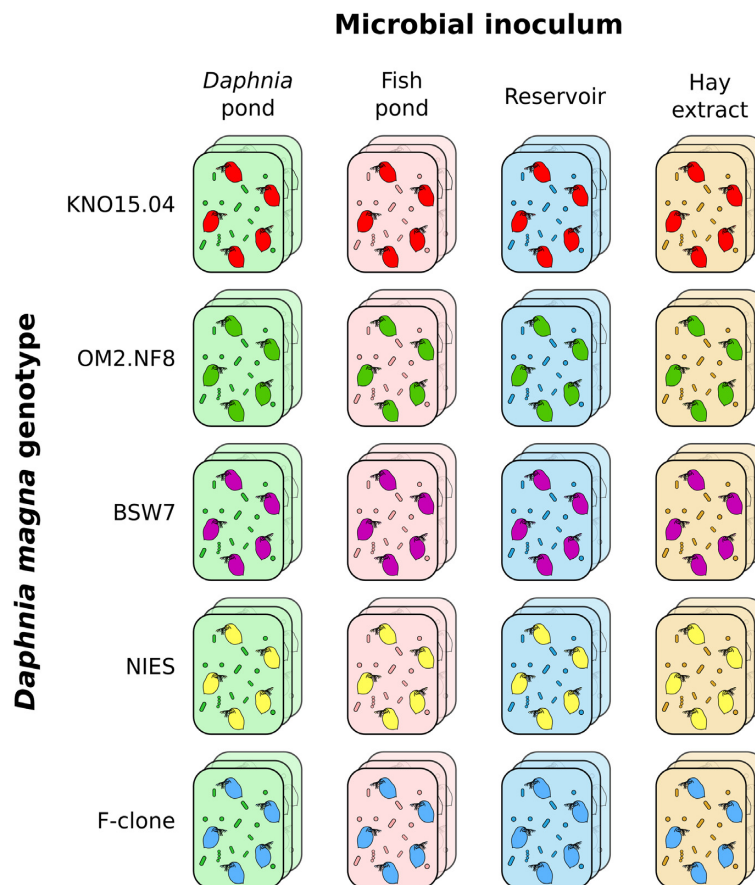 Microbial inoculum
Daphnia
pond
Fish
pond
Reservoir
Hay
extract
Daphnia magna genotype
KNO15.04
OM2.NF8
BSW7
NIES
F-clone